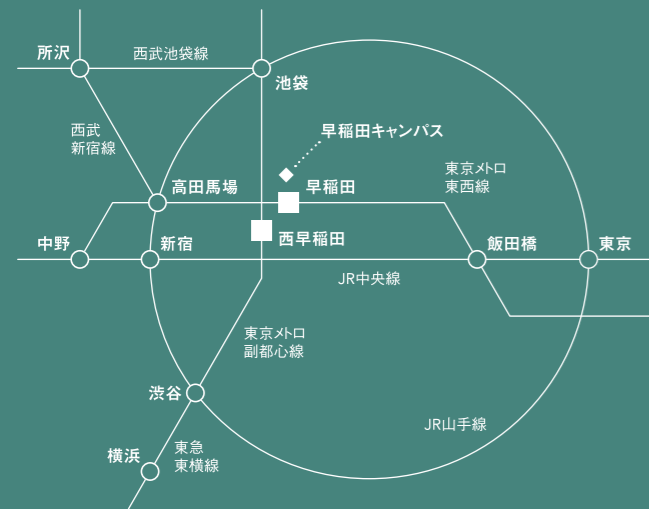 所沢
西武池袋線
池袋
西武
新宿線
早稲田キャンパス
高田馬場
早稲田
東京メトロ
東西線
中野
新宿
西早稲田
飯田橋
東京
JR中央線
東京メトロ
副都心線
渋谷
JR山手線
横浜
東急
東横線